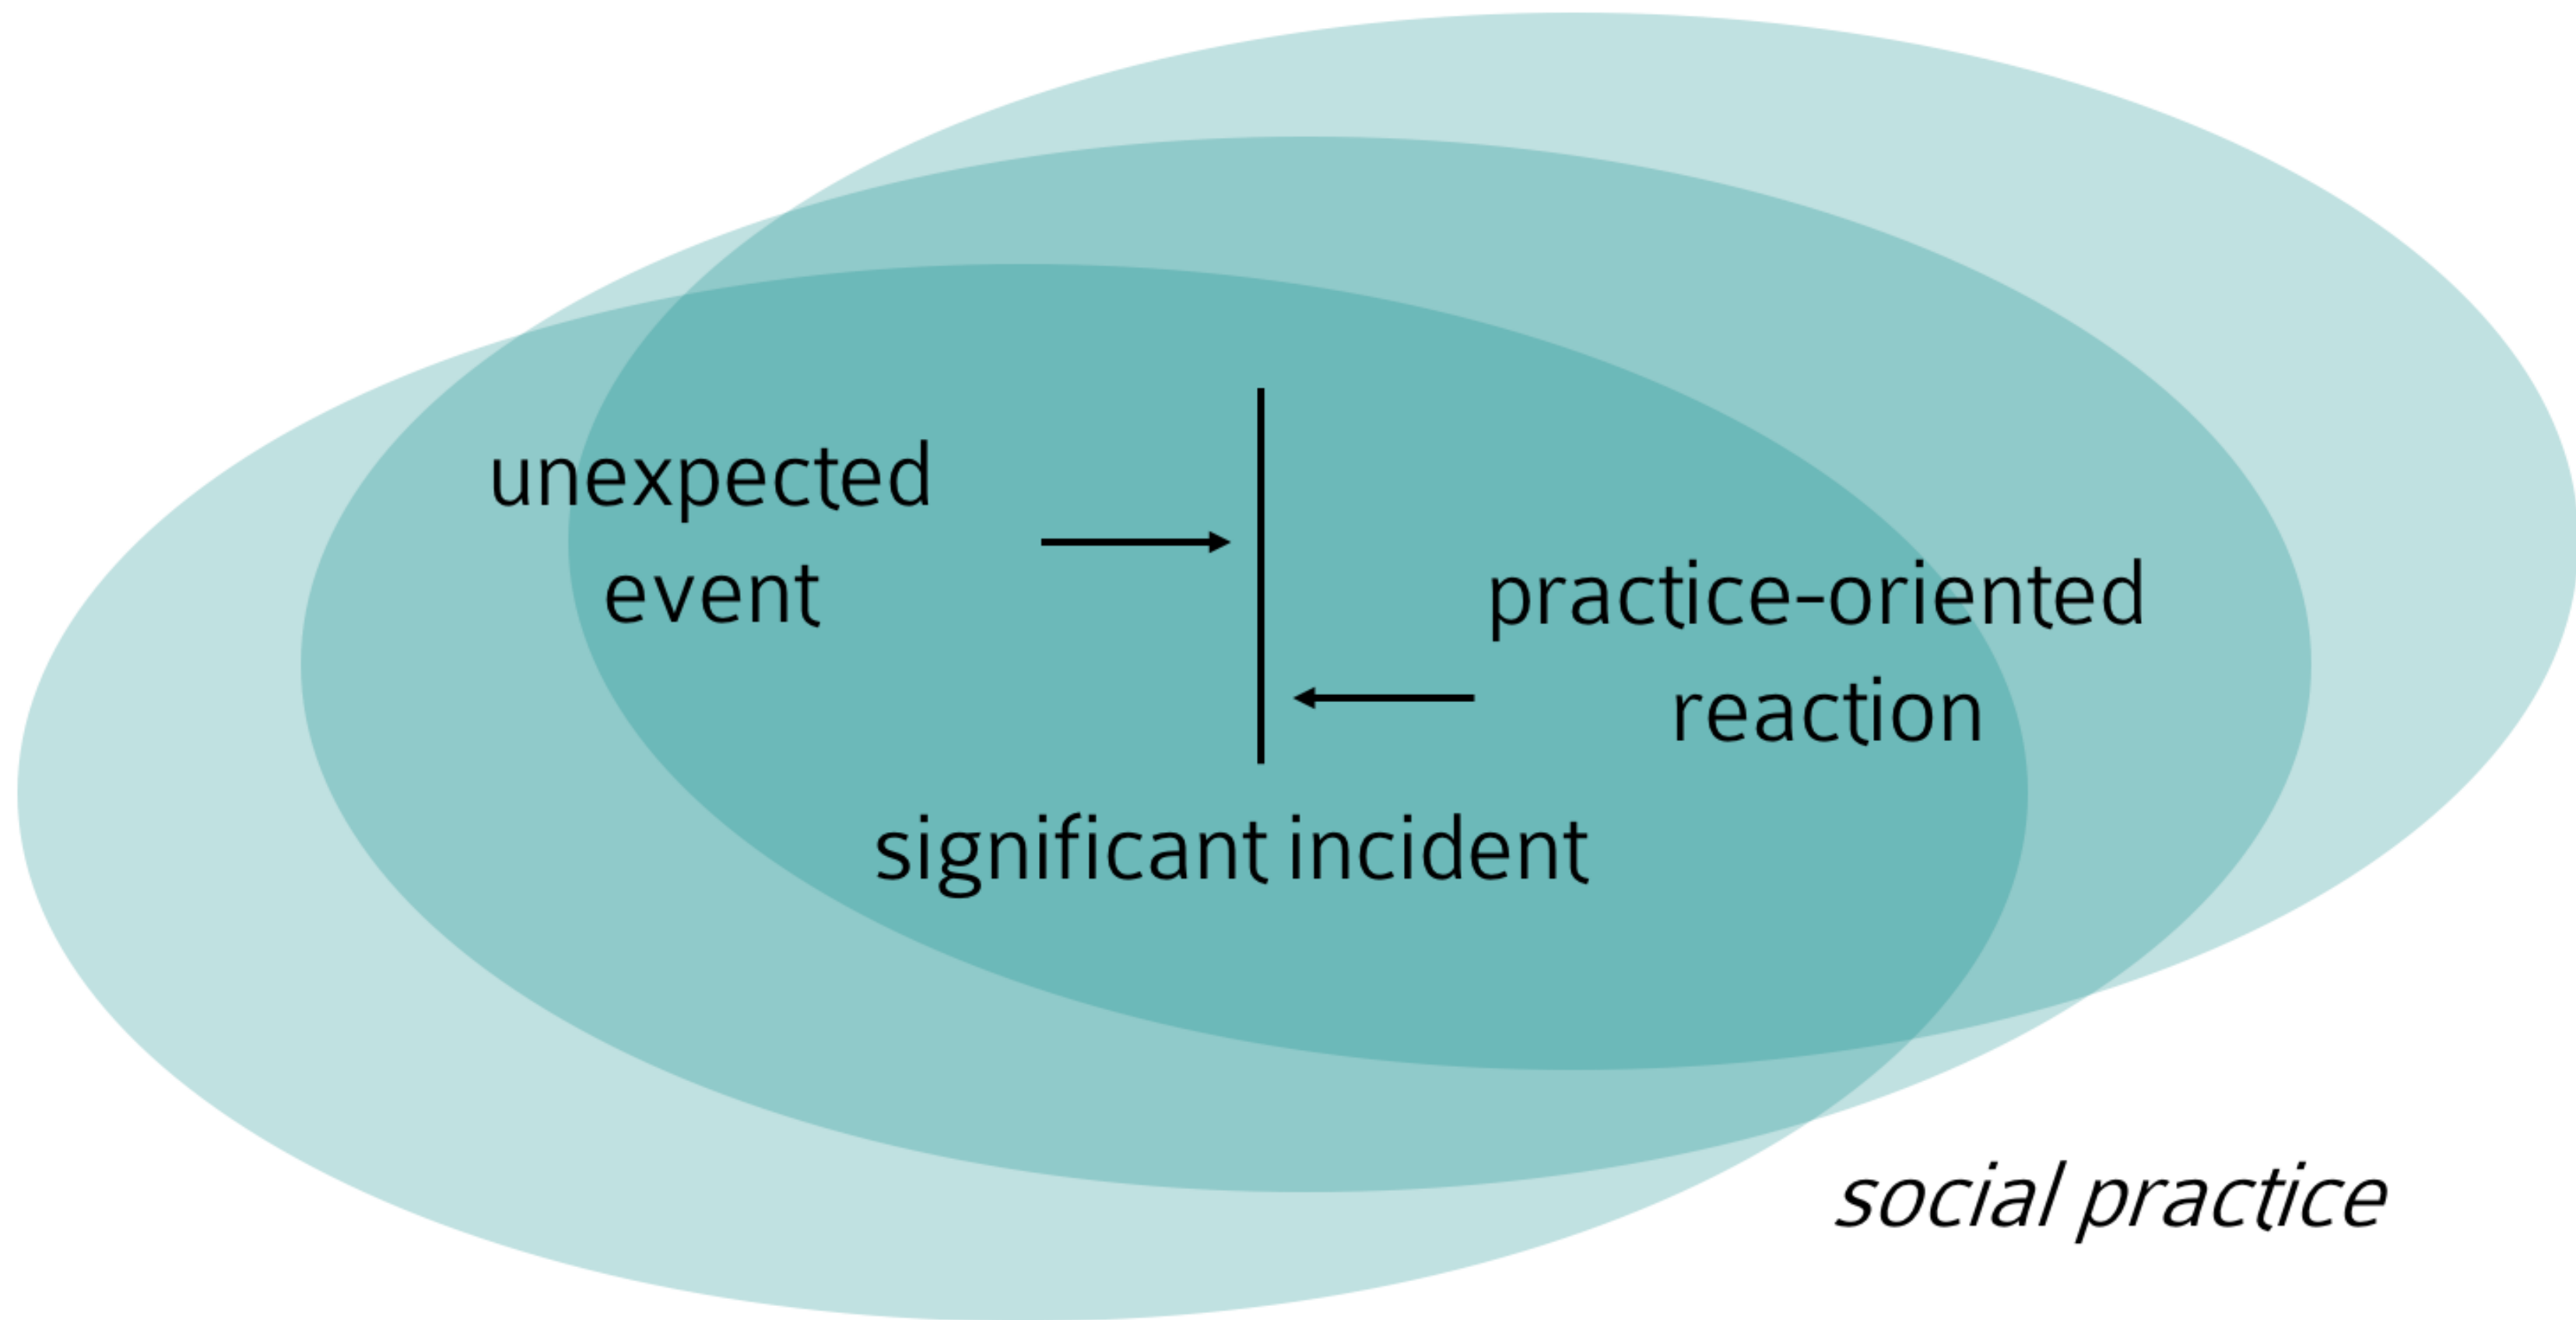 unexpected
event
practice-oriented
reaction
significant incident
social practice